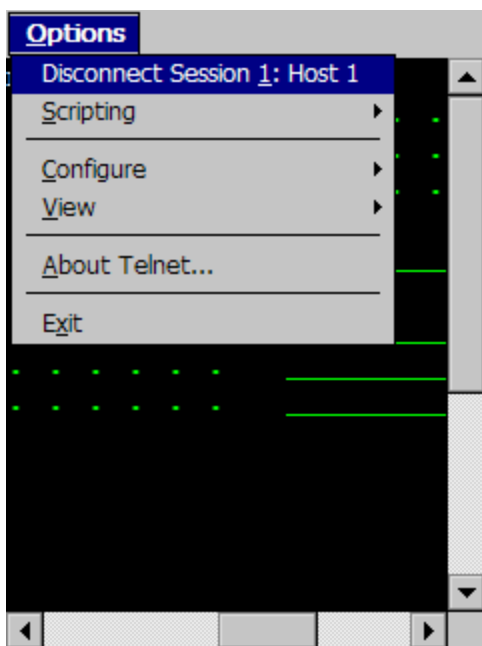 Options
Disconnect Session 1: Host 1
Scripting
Configure
View
About Telnet...
Exit